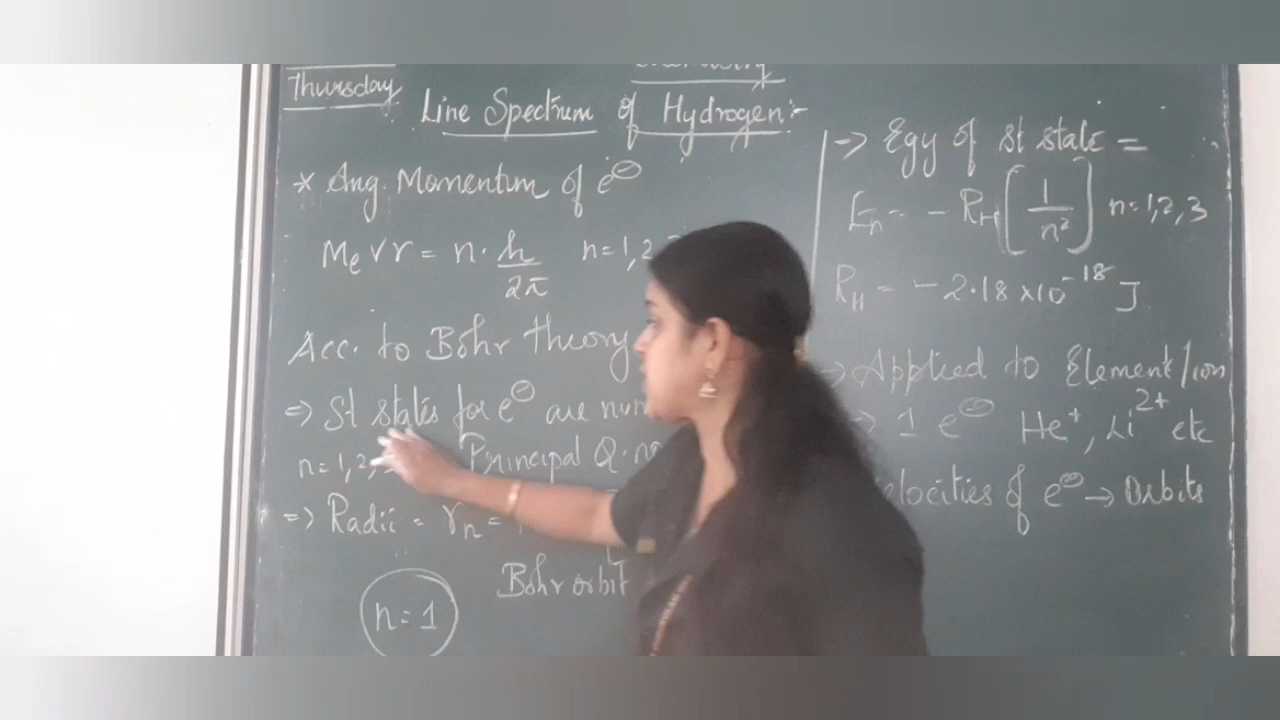 Thursday
Line Spectrum of Hydrogen:-
* Ang. Momentum of e⊖
Mevr = n. h/2π n=1,2
Acc. to Bohr theory
=> St states for e⊖ are num
n=1,2, Principal Q. no
=> Radii = rn =
Bohr orbit
n=1
=> Egy of st state =
En = - RH [1/n²] n=1,2,3
RH = -2.18 x10⁻¹⁸ J
=> Applied to Element/ion
=> 1 e⊖ He⁺, Li²⁺ etc
elocities of e⊖ → Orbits